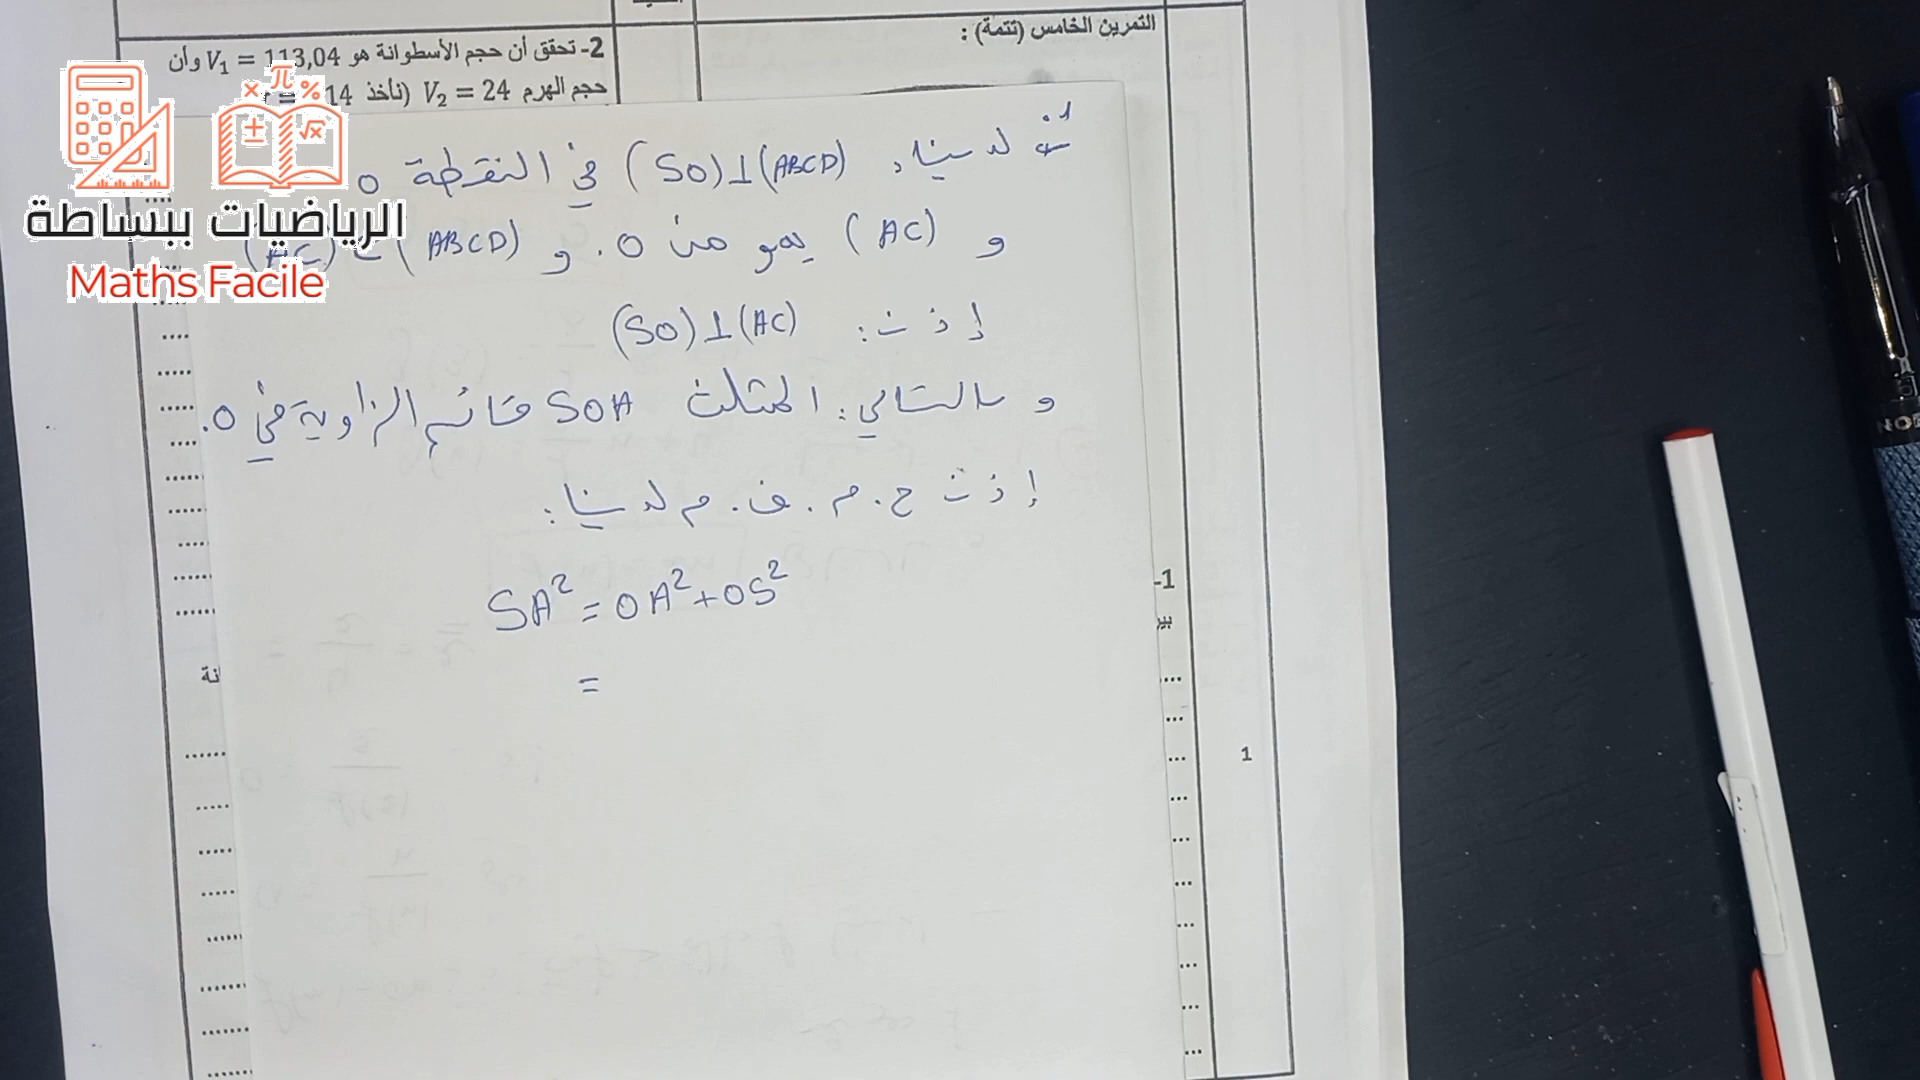 التمرين الخامس (تتمة) :
2- تحقق أن حجم الأسطوانة هو V₁ = 113,04 وأن
حجم الهرم V₂ = 24 (نأخذ
الرياضيات ببساطة
Maths Facile
لدينا، (SO)⊥(ABCD) في النقطة O
و (AC) يمر من O. و (ABCD) ⊂ (AC)
إذن: (SO)⊥(AC)
و بالتالي: المثلث SOA قائم الزاوية في O.
إذن ح.م.ف.م لدينا:
SA² = OA² + OS²
=
-1
1